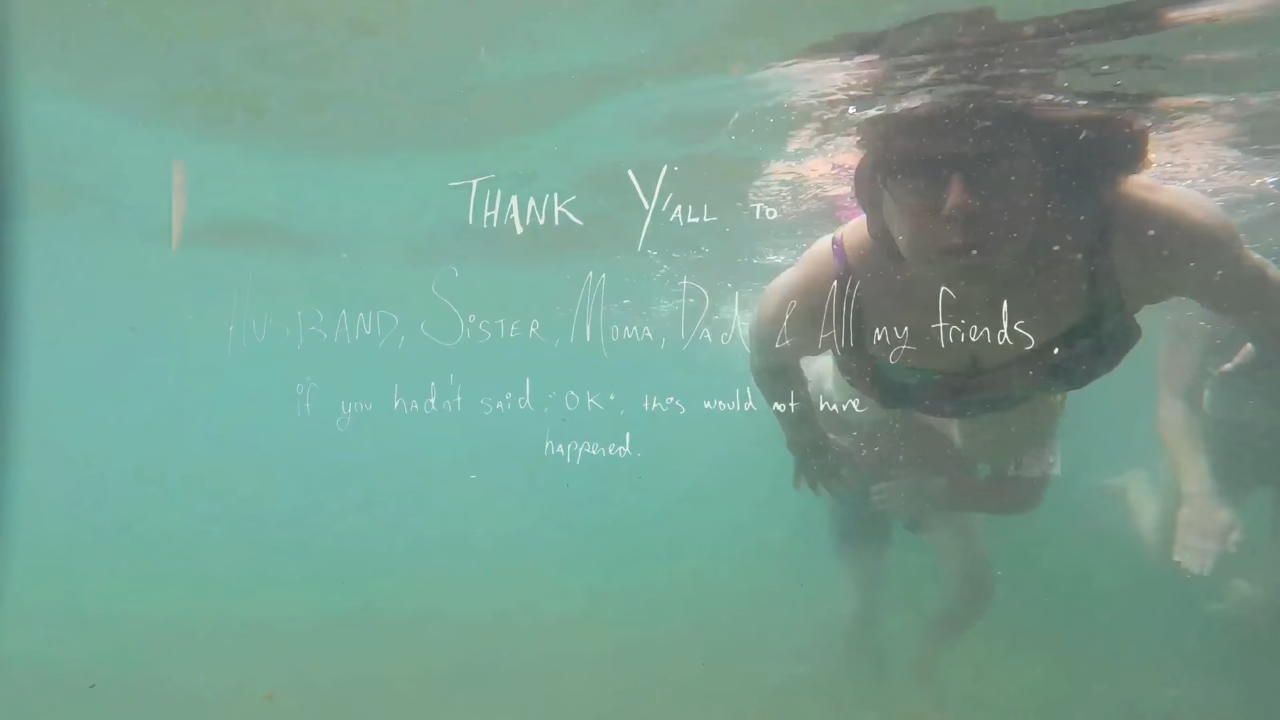 THANK Y'ALL TO
HUSBAND, SISTER, MOMA, DAD & All my friends.
if you hadn't said "OK", this would not have
happened.